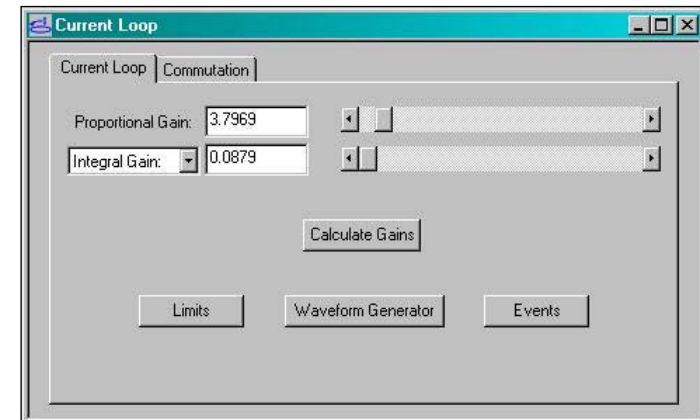 Current Loop
Current Loop Commutation
Proportional Gain: 3.7969
Integral Gain: 0.0879
Calculate Gains
Limits Waveform Generator Events